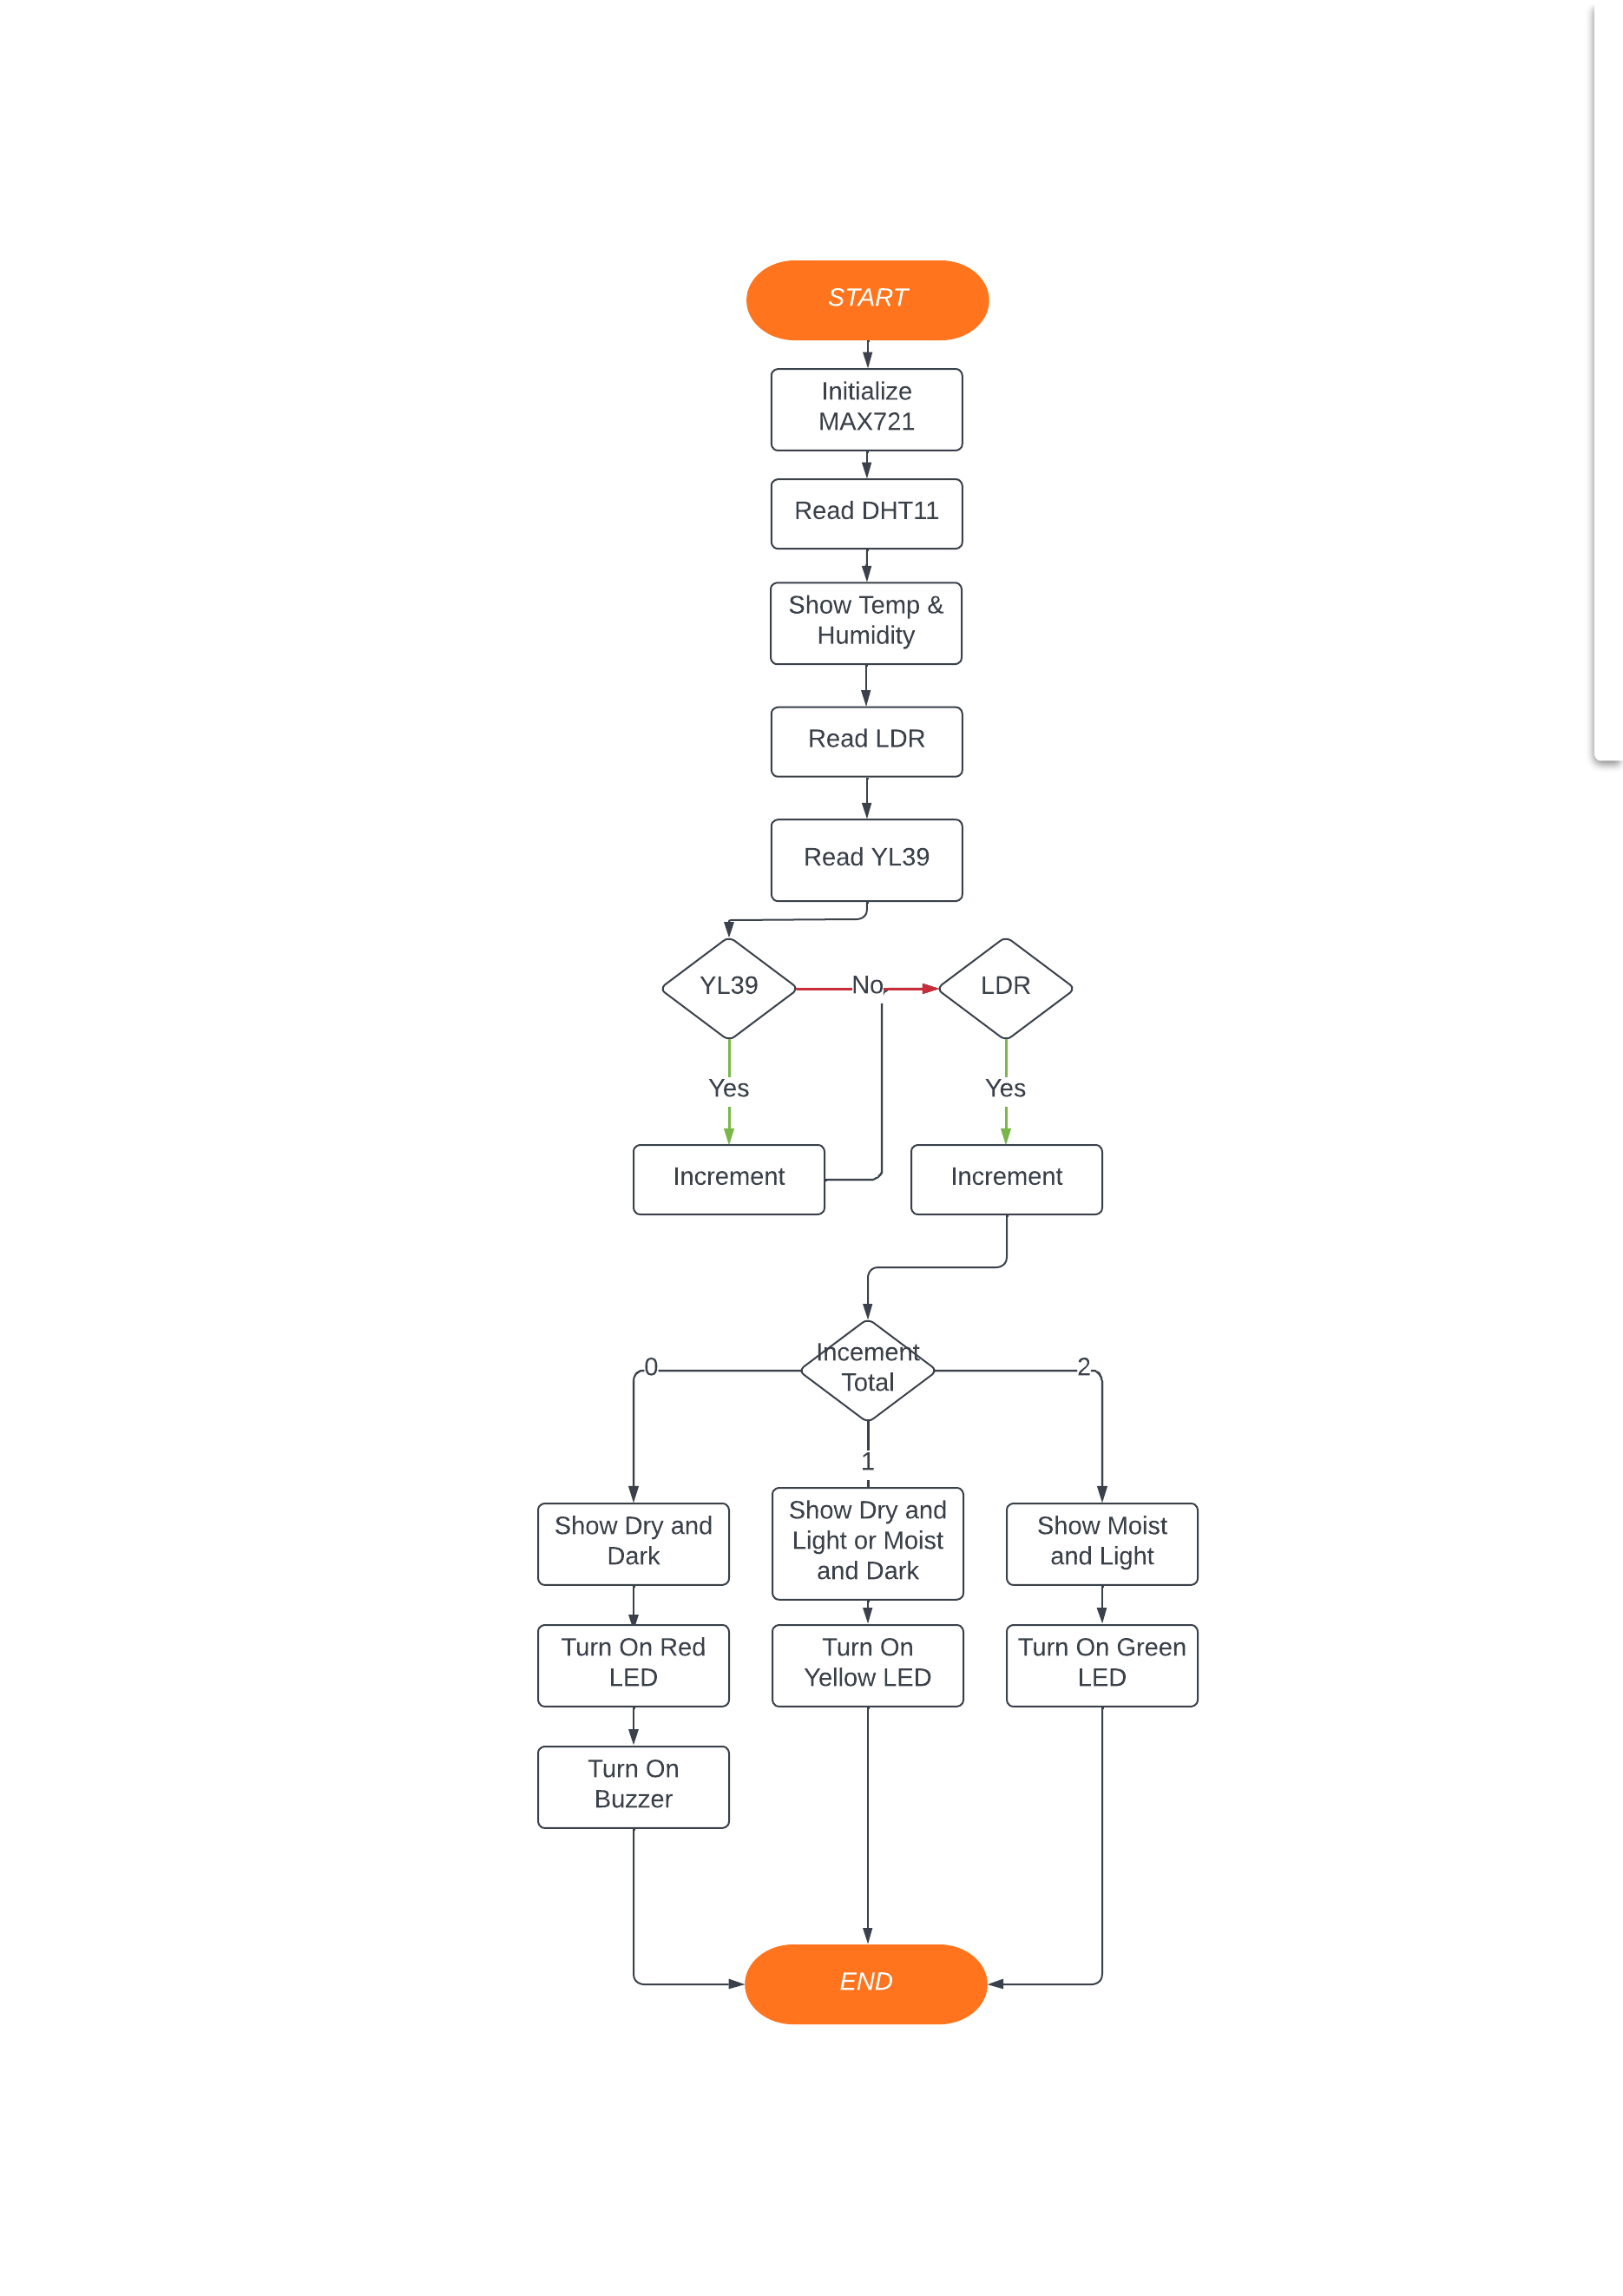 START
Initialize
MAX721
Read DHT11
Show Temp &
Humidity
Read LDR
Read YL39
YL39
No
LDR
Yes
Yes
Increment
Increment
Incement
Total
0
2
1
Show Dry and
Dark
Show Dry and
Light or Moist
and Dark
Show Moist
and Light
Turn On Red
LED
Turn On
Yellow LED
Turn On Green
LED
Turn On
Buzzer
END